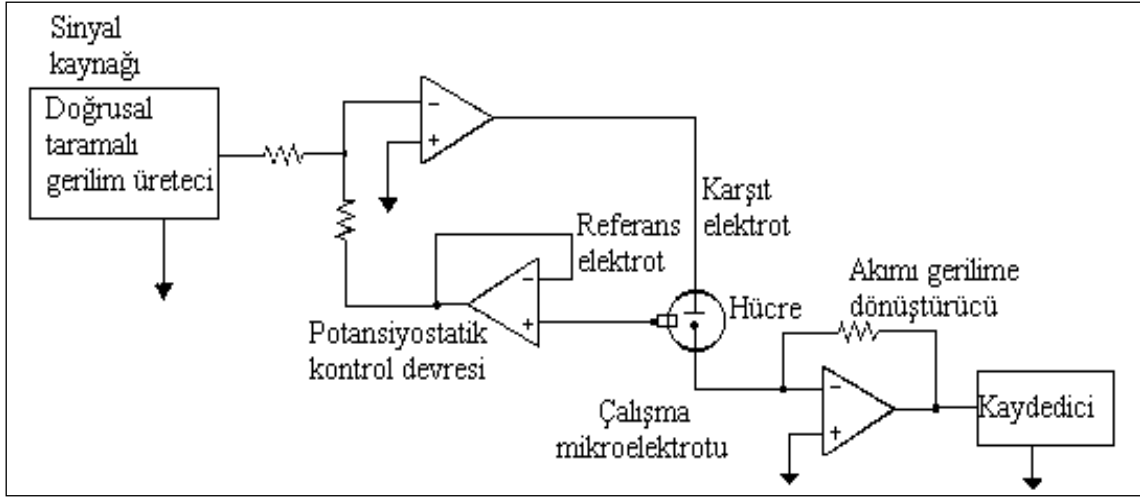 Sinyal
kaynağı
Doğrusal
taramalı
gerilim üreteci
−
+
Karşıt
elektrot
Referans
elektrot
−
+
Potansiyostatik
kontrol devresi
Hücre
Akımı gerilime
dönüştürücü
Çalışma
mikroelektrotu
−
+
Kaydedici